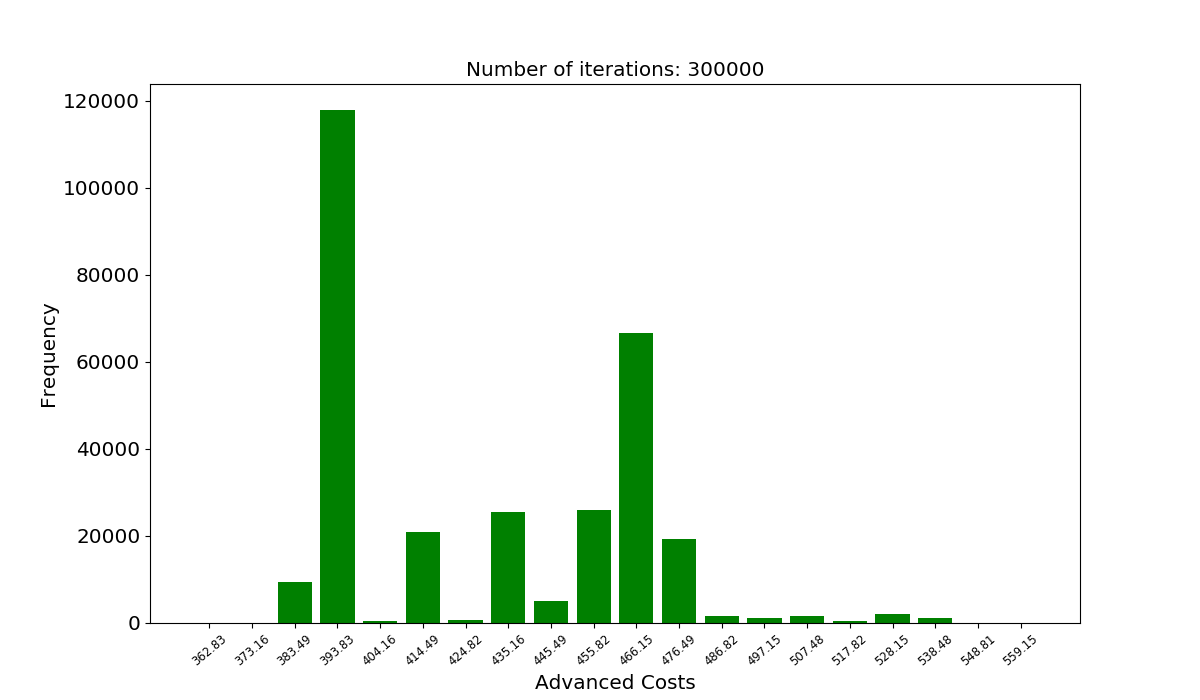 Number of iterations: 300000
120000
100000
80000
60000
40000
20000
0
Frequency
362.83 373.16 383.49 393.83 404.16 414.49 424.82 435.16 445.49 455.82 466.15 476.49 486.82 497.15 507.48 517.82 528.15 538.48 548.81 559.15
Advanced Costs